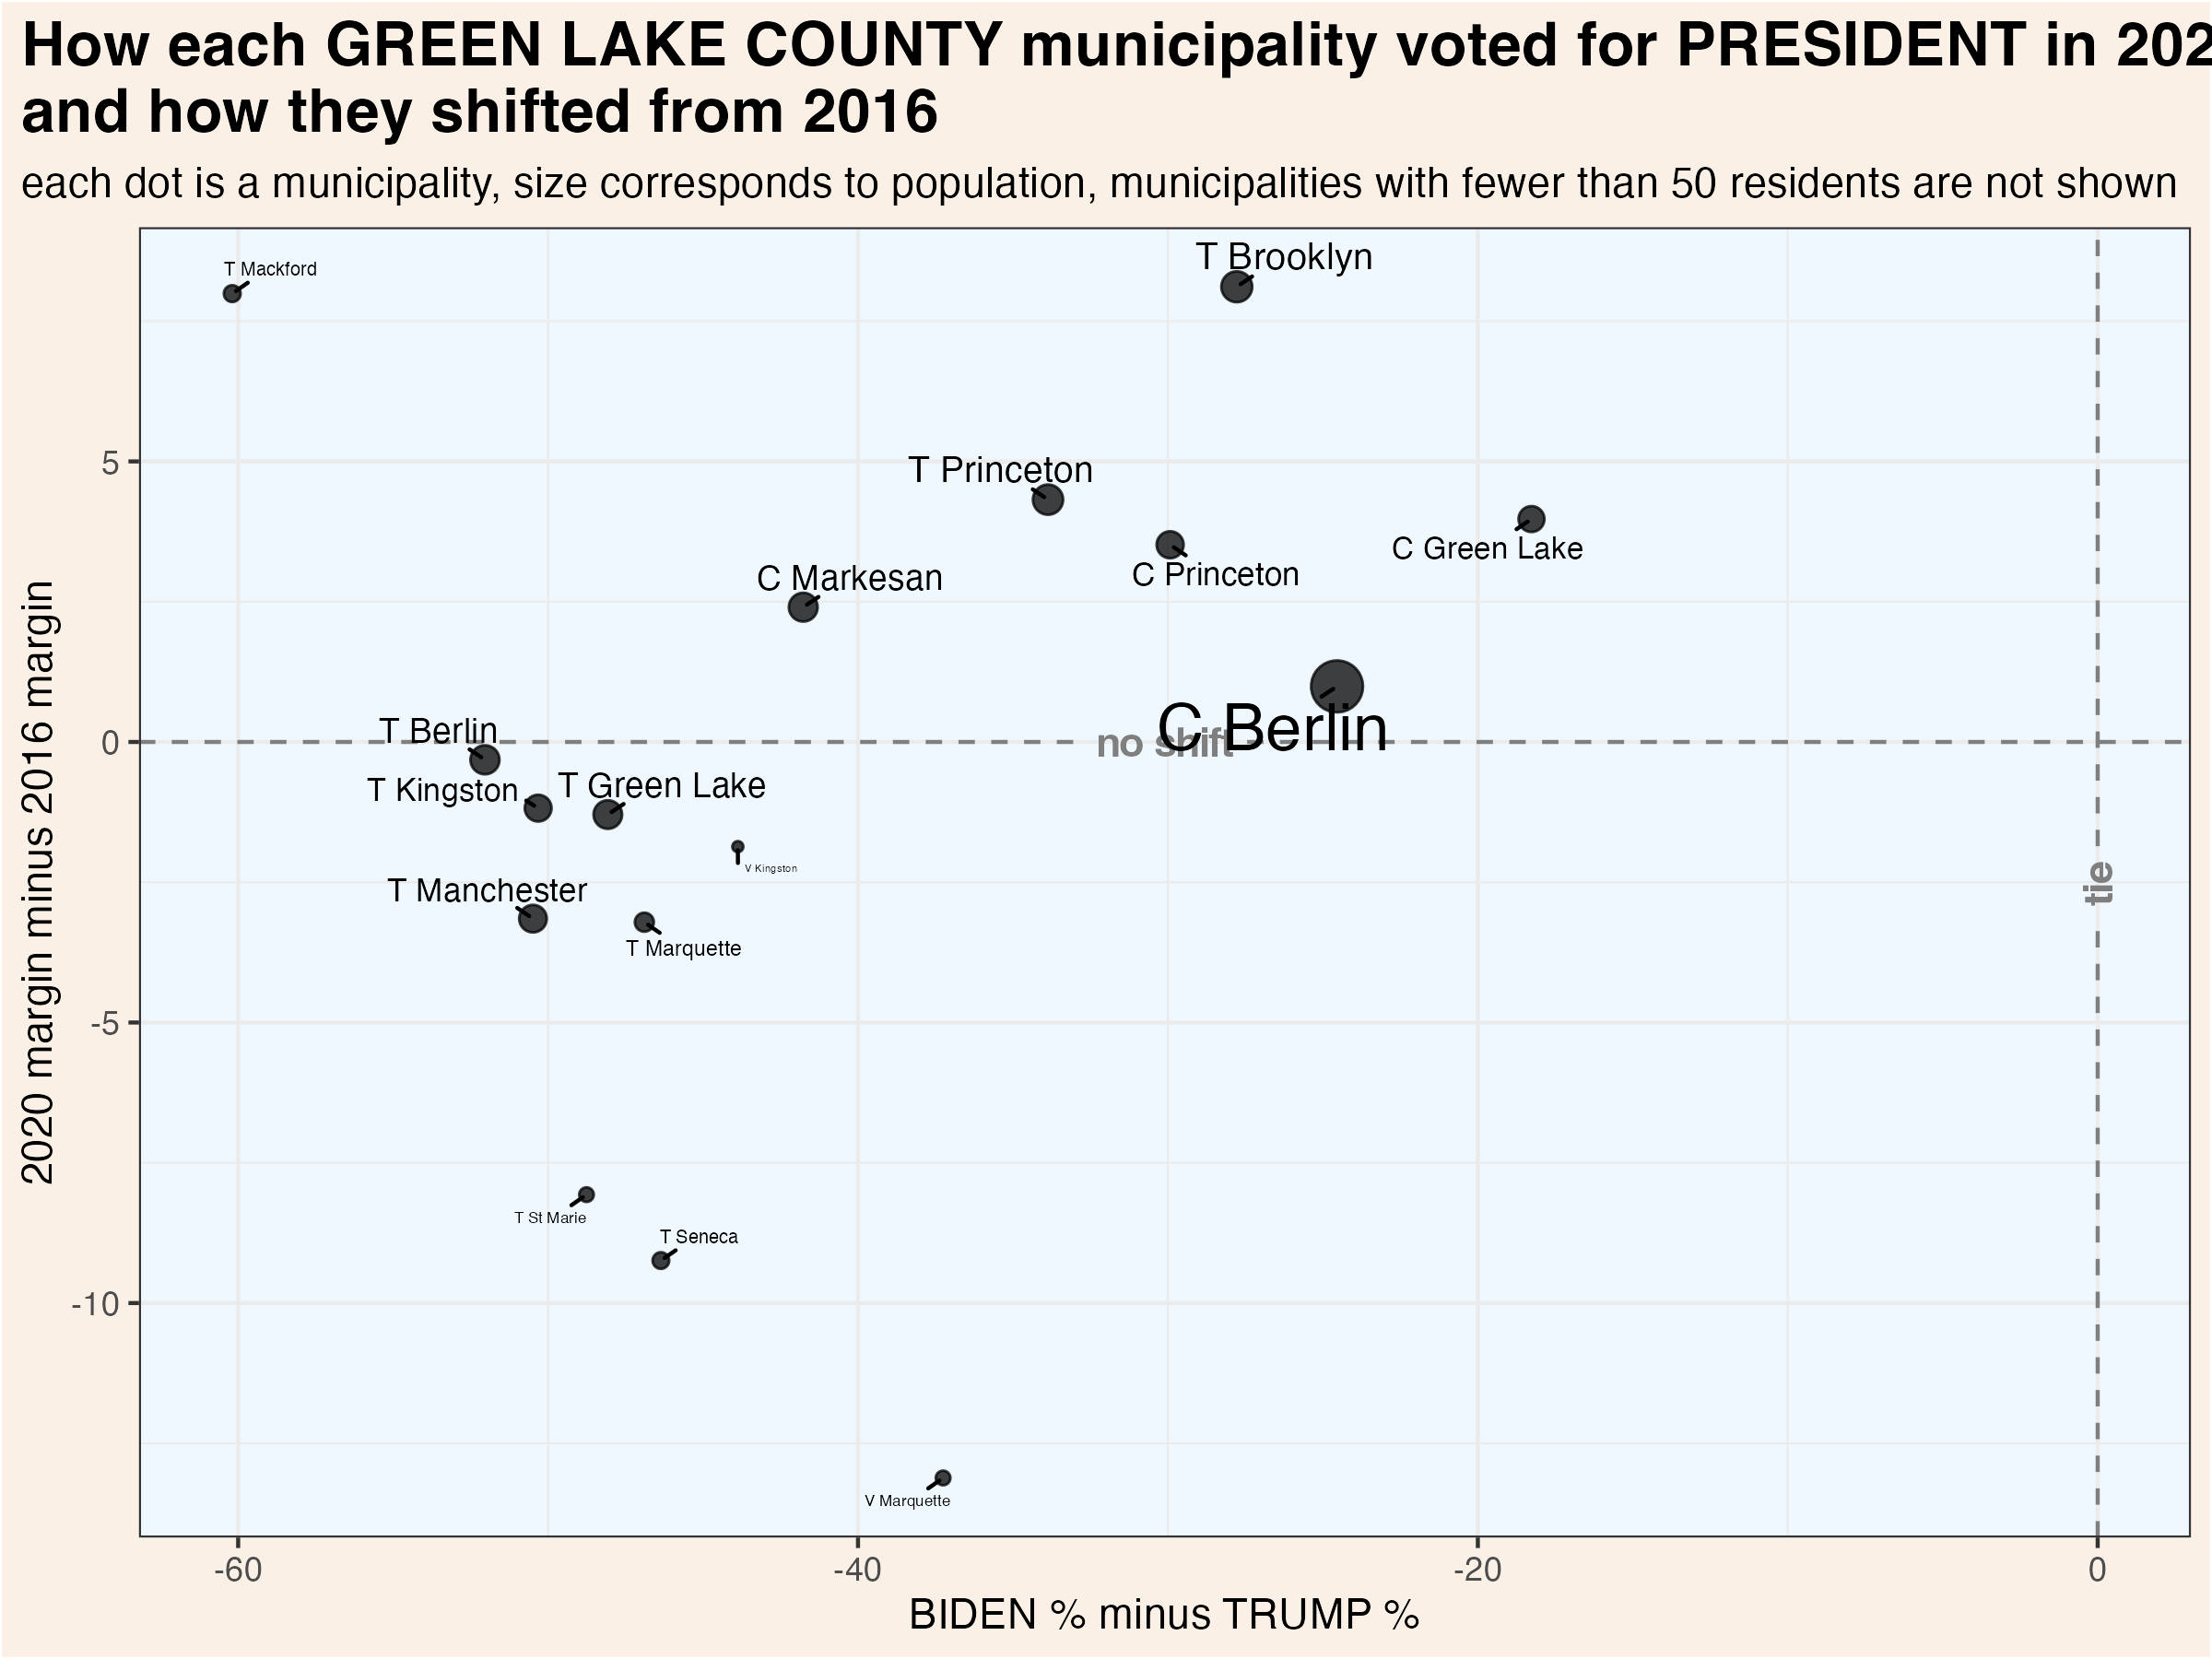 How each GREEN LAKE COUNTY municipality voted for PRESIDENT in 202
and how they shifted from 2016
each dot is a municipality, size corresponds to population, municipalities with fewer than 50 residents are not shown
T Mackford
T Brooklyn
5
T Princeton
C Green Lake
C Princeton
C Markesan
T Berlin
C Berlin
0
no shift
T Kingston
T Green Lake
V Kingston
tie
T Manchester
T Marquette
-5
T St Marie
T Seneca
-10
V Marquette
2020 margin minus 2016 margin
-60
-40
-20
0
BIDEN % minus TRUMP %